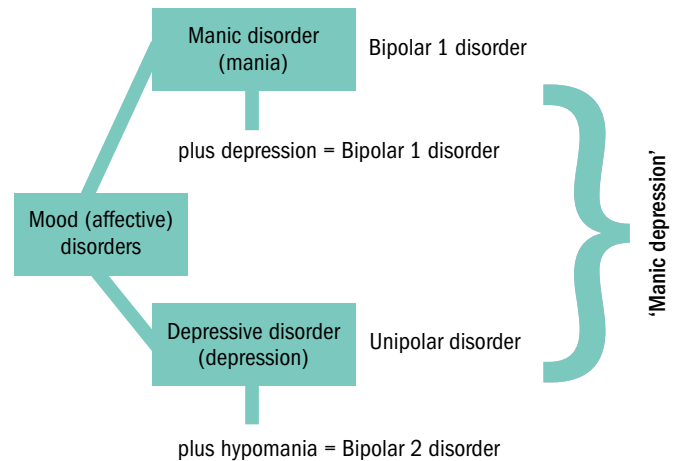 Manic disorder
(mania)
Bipolar 1 disorder
plus depression = Bipolar 1 disorder
Mood (affective)
disorders
Depressive disorder
(depression)
Unipolar disorder
plus hypomania = Bipolar 2 disorder
‘Manic depression’